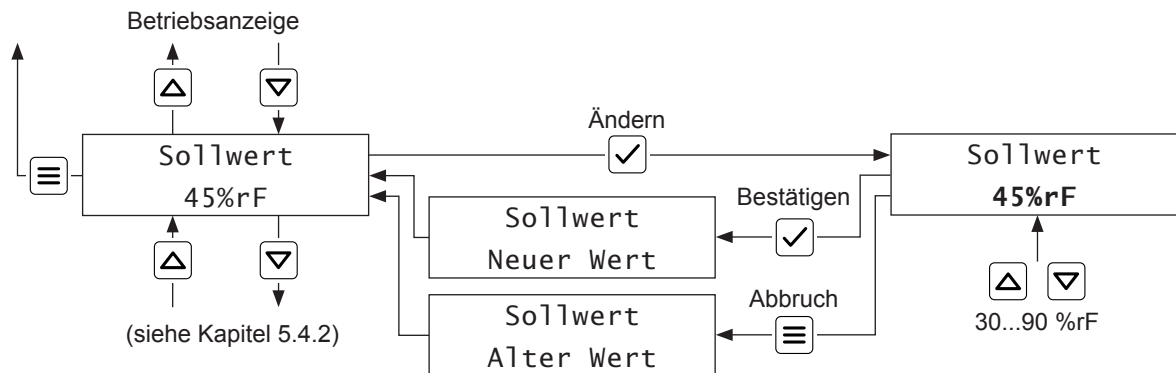 Betriebsanzeige
Ändern
Sollwert
45%rF
Sollwert
45%rF
Bestätigen
Sollwert
Neuer Wert
Abbruch
Sollwert
Alter Wert
(siehe Kapitel 5.4.2)
30...90 %rF